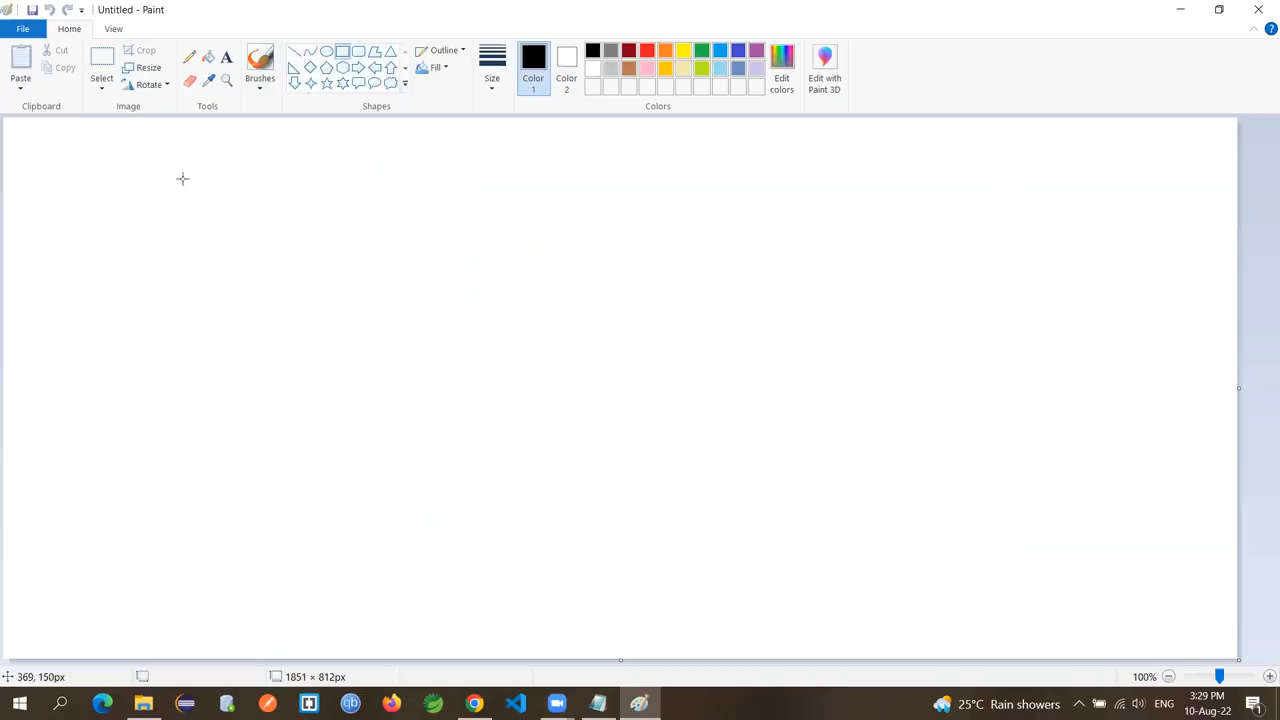 Untitled - Paint
File Home View
Cut
Copy
Paste
Clipboard
Crop
Resize
Rotate
Select
Image
Tools
Brushes
Outline
Fill
Shapes
Size
Color 1
Color 2
Edit colors
Colors
Edit with Paint 3D
369, 150px
1851 × 812px
100%
25°C Rain showers
ENG
3:29 PM
10-Aug-22